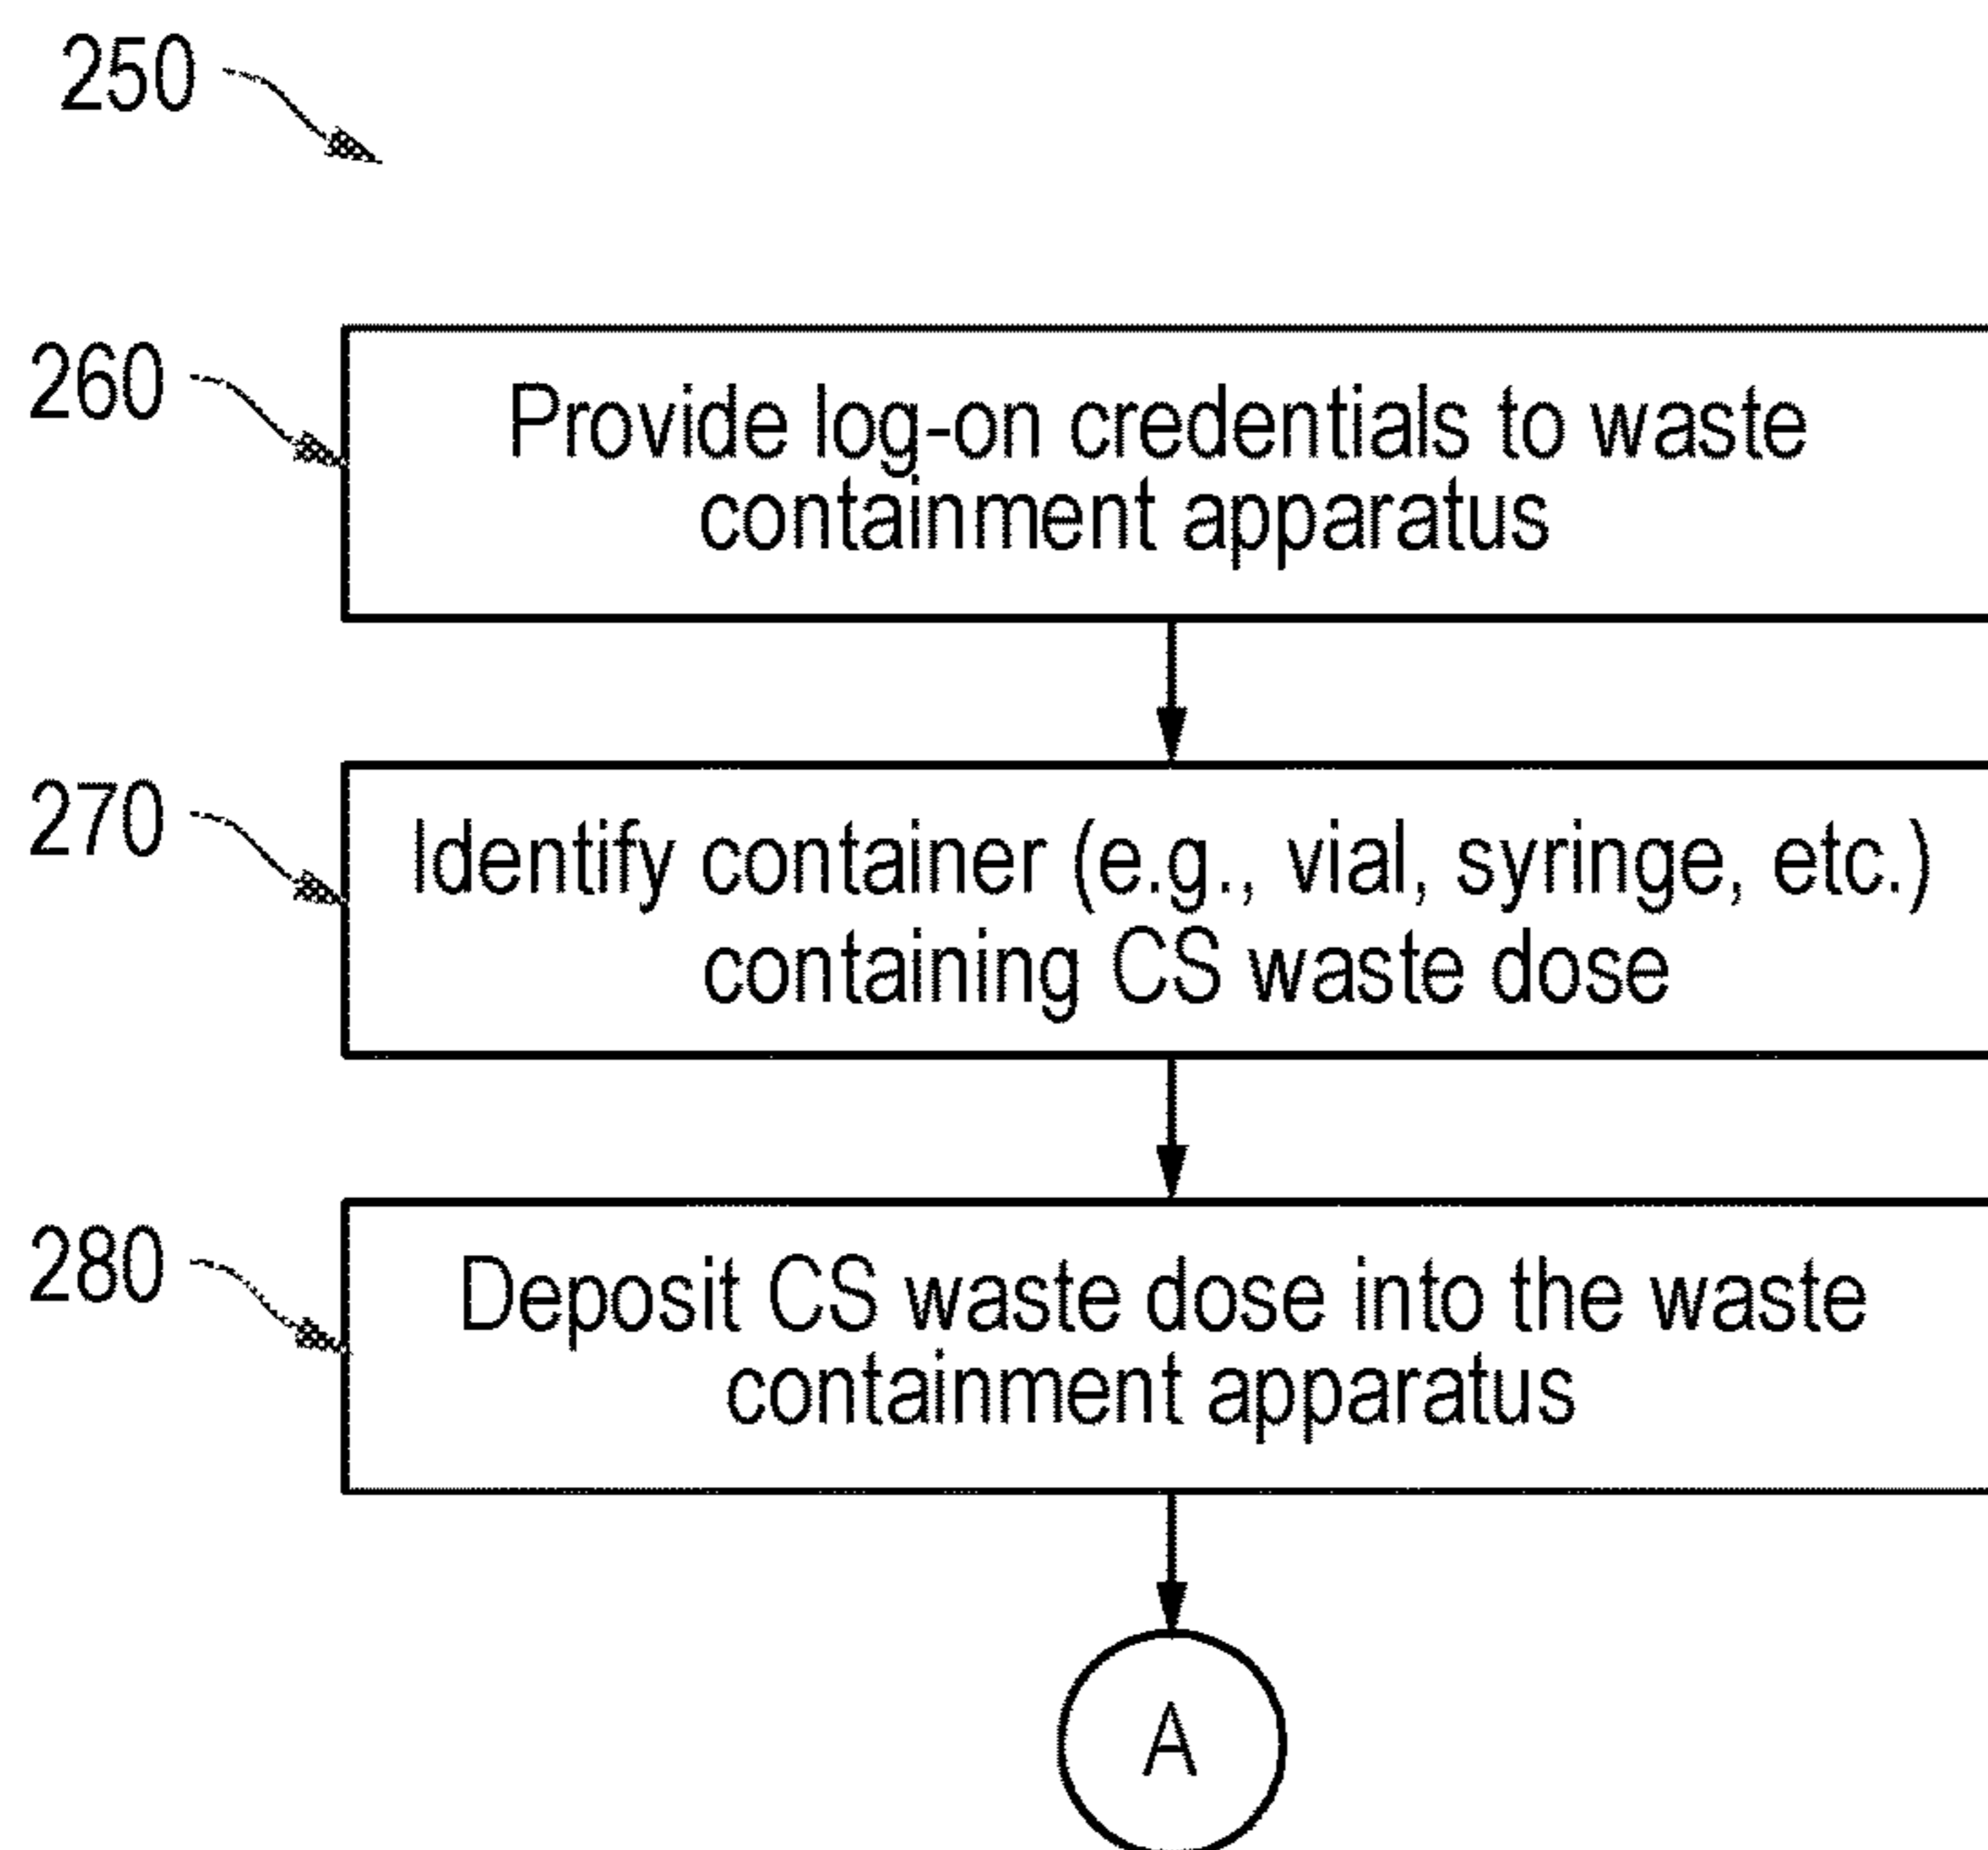 250
260
Provide log-on credentials to waste
containment apparatus
270
Identify container (e.g., vial, syringe, etc.)
containing CS waste dose
280
Deposit CS waste dose into the waste
containment apparatus
A